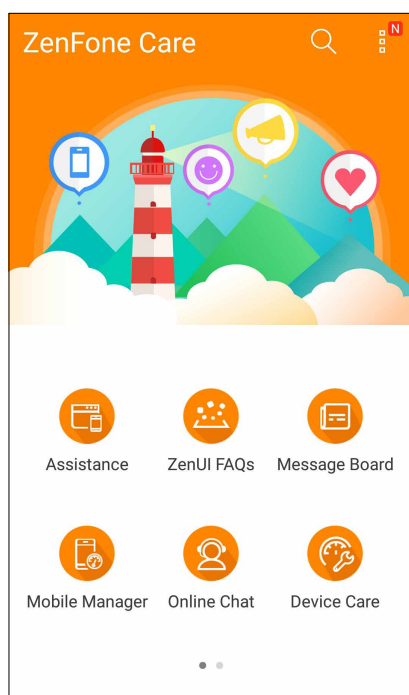 ZenFone Care
N
Assistance
ZenUI FAQs
Message Board
Mobile Manager
Online Chat
Device Care